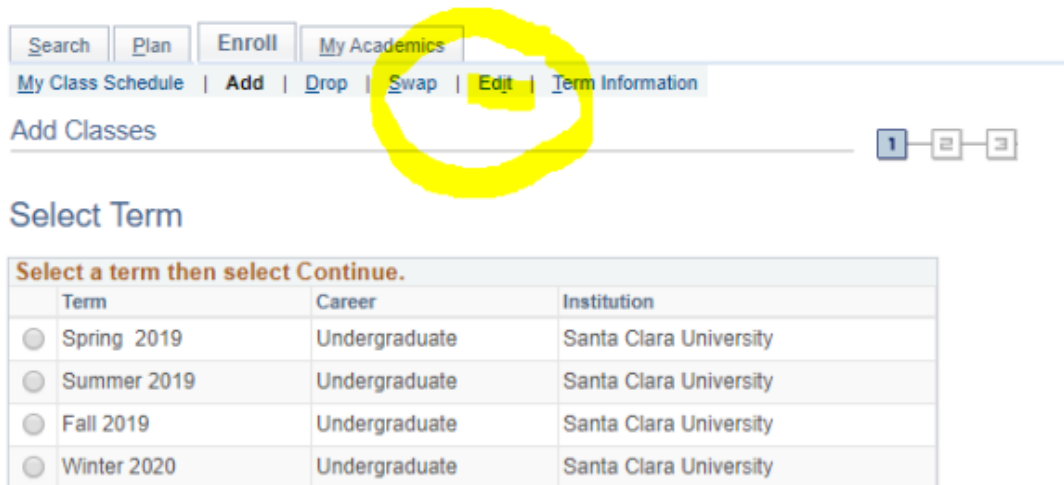 Search Plan Enroll My Academics
My Class Schedule | Add | Drop | Swap | Edit | Term Information
Add Classes 1 2 3
Select Term
Select a term then select Continue.
Term Career Institution
Spring 2019 Undergraduate Santa Clara University
Summer 2019 Undergraduate Santa Clara University
Fall 2019 Undergraduate Santa Clara University
Winter 2020 Undergraduate Santa Clara University